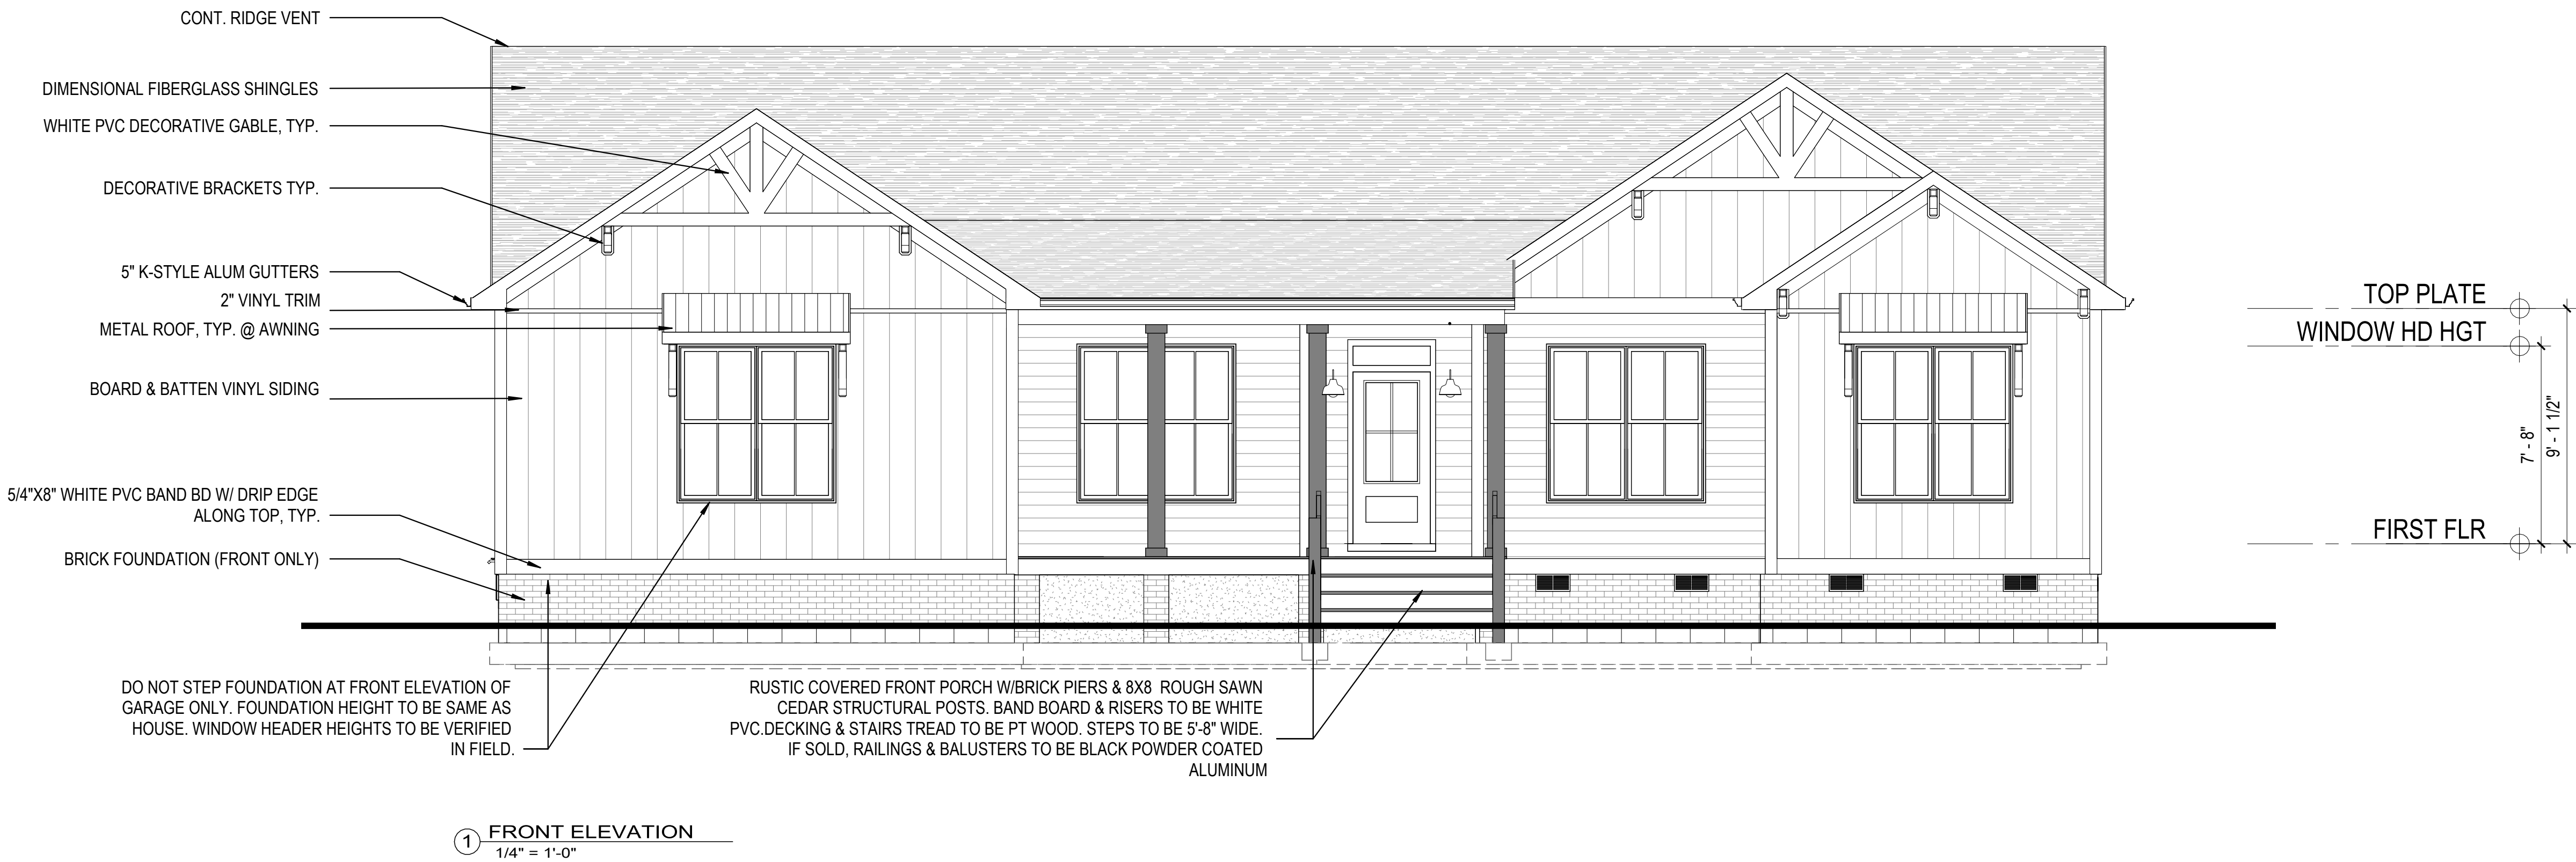 CONT. RIDGE VENT
DIMENSIONAL FIBERGLASS SHINGLES
WHITE PVC DECORATIVE GABLE, TYP.
DECORATIVE BRACKETS TYP.
5" K-STYLE ALUM GUTTERS
2" VINYL TRIM
METAL ROOF, TYP. @ AWNING
BOARD & BATTEN VINYL SIDING
5/4"X8" WHITE PVC BAND BD W/ DRIP EDGE
ALONG TOP, TYP.
BRICK FOUNDATION (FRONT ONLY)
TOP PLATE
WINDOW HD HGT
FIRST FLR
7' - 8"
9' - 1 1/2"
DO NOT STEP FOUNDATION AT FRONT ELEVATION OF
GARAGE ONLY. FOUNDATION HEIGHT TO BE SAME AS
HOUSE. WINDOW HEADER HEIGHTS TO BE VERIFIED
IN FIELD.
RUSTIC COVERED FRONT PORCH W/BRICK PIERS & 8X8 ROUGH SAWN
CEDAR STRUCTURAL POSTS. BAND BOARD & RISERS TO BE WHITE
PVC.DECKING & STAIRS TREAD TO BE PT WOOD. STEPS TO BE 5'-8" WIDE.
IF SOLD, RAILINGS & BALUSTERS TO BE BLACK POWDER COATED
ALUMINUM
1 FRONT ELEVATION
1/4" = 1'-0"